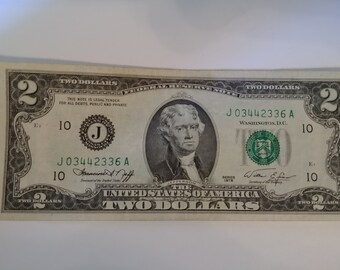 TWO DOLLARS
TWO DOLLARS
2
FEDERAL RESERVE NOTE
2
THIS NOTE IS LEGAL TENDER
FOR ALL DEBTS, PUBLIC AND PRIVATE
J 03442336 A
WASHINGTON, D.C.
10
J
10
J 03442336 A
10
10
SERIES
1976
THE
UNITED STATES OF AMERICA
2
TWO DOLLARS
2